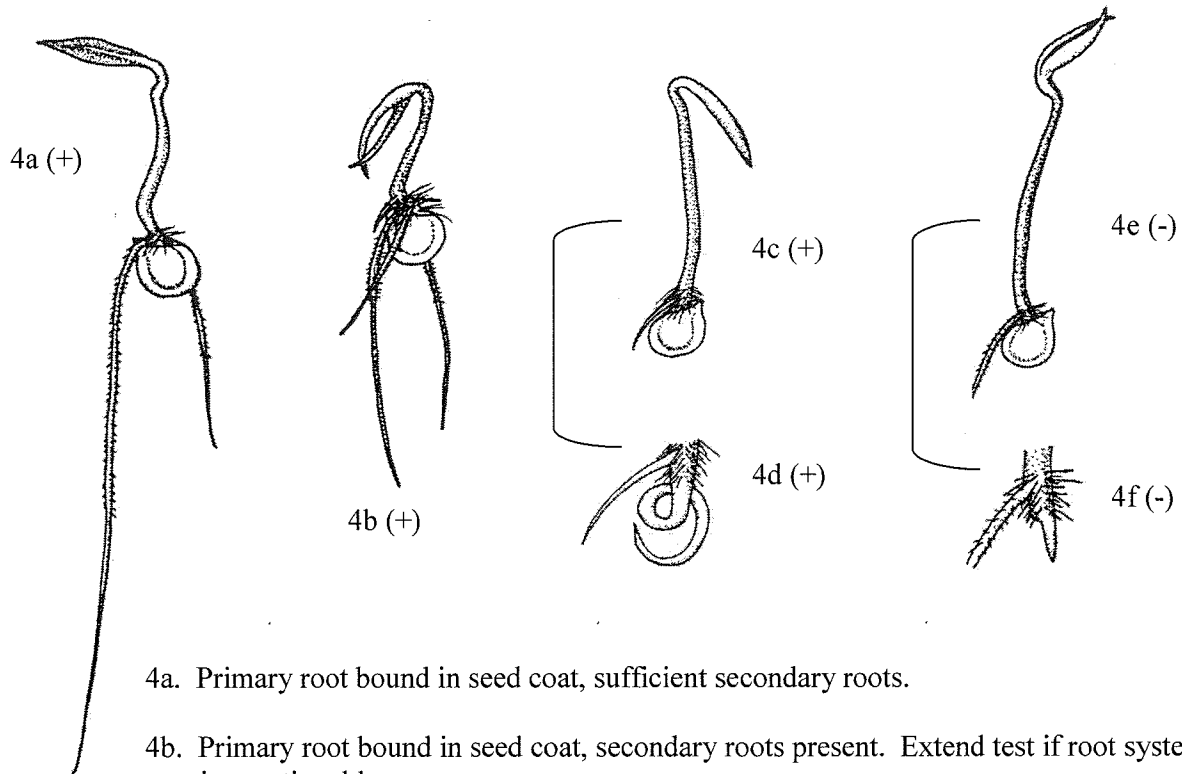 4a (+)
4b (+)
4c (+)
4d (+)
4e (-)
4f (-)
4a. Primary root bound in seed coat, sufficient secondary roots.
4b. Primary root bound in seed coat, secondary roots present. Extend test if root syste